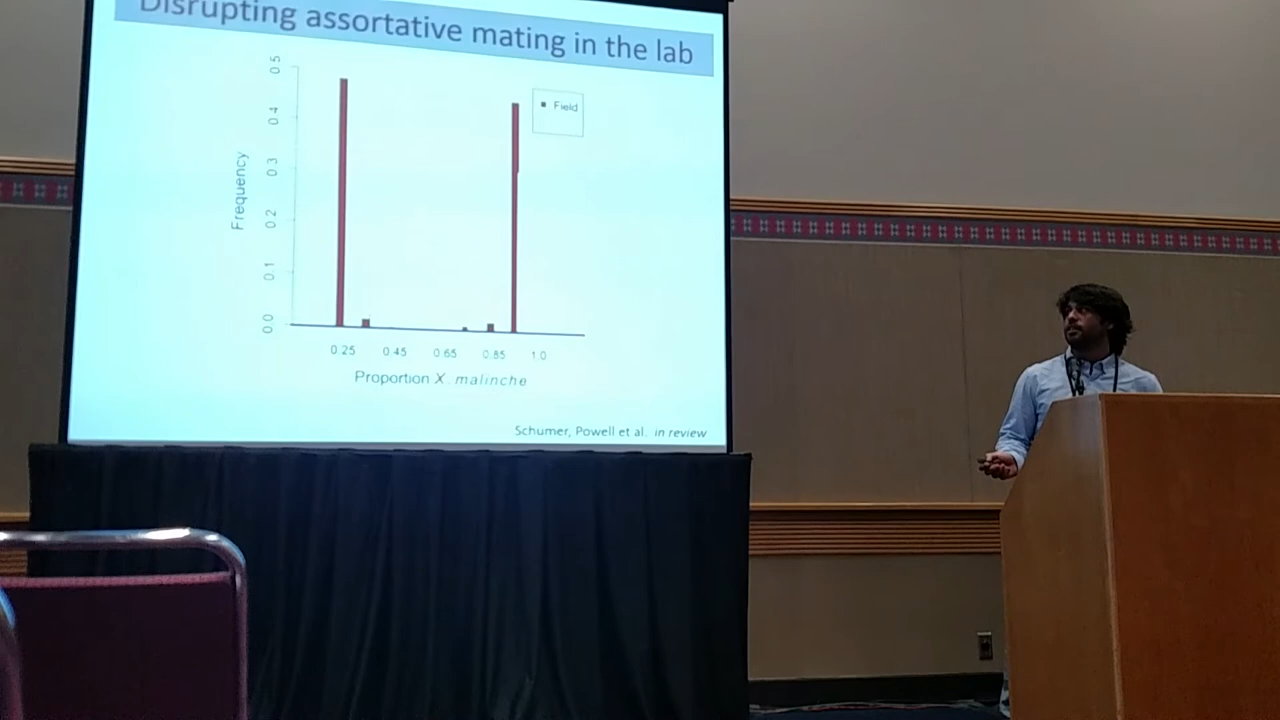 Disrupting assortative mating in the lab
0.5
0.4
0.3
0.2
0.1
0.0
Frequency
Field
0.25 0.45 0.65 0.85 1.0
Proportion X. malinche
Schumer, Powell et al. in review